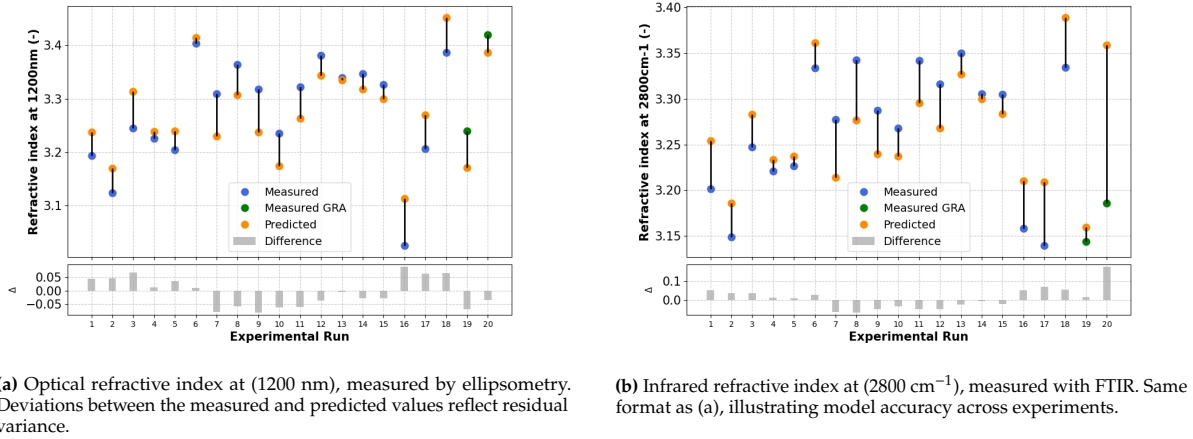 Refractive index at 1200nm (-)
3.4
3.3
3.2
3.1
Measured
Measured GRA
Predicted
Difference
Δ
0.05
0.00
−0.05
1 2 3 4 5 6 7 8 9 10 11 12 13 14 15 16 17 18 19 20
Experimental Run
Refractive index at 2800cm-1 (-)
3.40
3.35
3.30
3.25
3.20
3.15
Measured
Measured GRA
Predicted
Difference
Δ
0.1
0.0
1 2 3 4 5 6 7 8 9 10 11 12 13 14 15 16 17 18 19 20
Experimental Run
(a) Optical refractive index at (1200 nm), measured by ellipsometry.
Deviations between the measured and predicted values reflect residual
variance.
(b) Infrared refractive index at (2800 cm⁻¹), measured with FTIR. Same
format as (a), illustrating model accuracy across experiments.